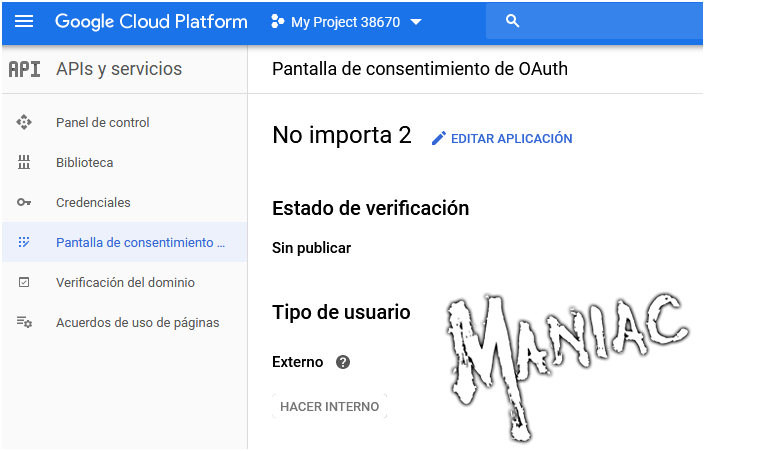 Google Cloud Platform
My Project 38670
API
APIs y servicios
Pantalla de consentimiento de OAuth
Panel de control
Biblioteca
Credenciales
Pantalla de consentimiento ...
Verificación del dominio
Acuerdos de uso de páginas
No importa 2
EDITAR APLICACIÓN
Estado de verificación
Sin publicar
Tipo de usuario
Externo ?
HACER INTERNO
MANIAC